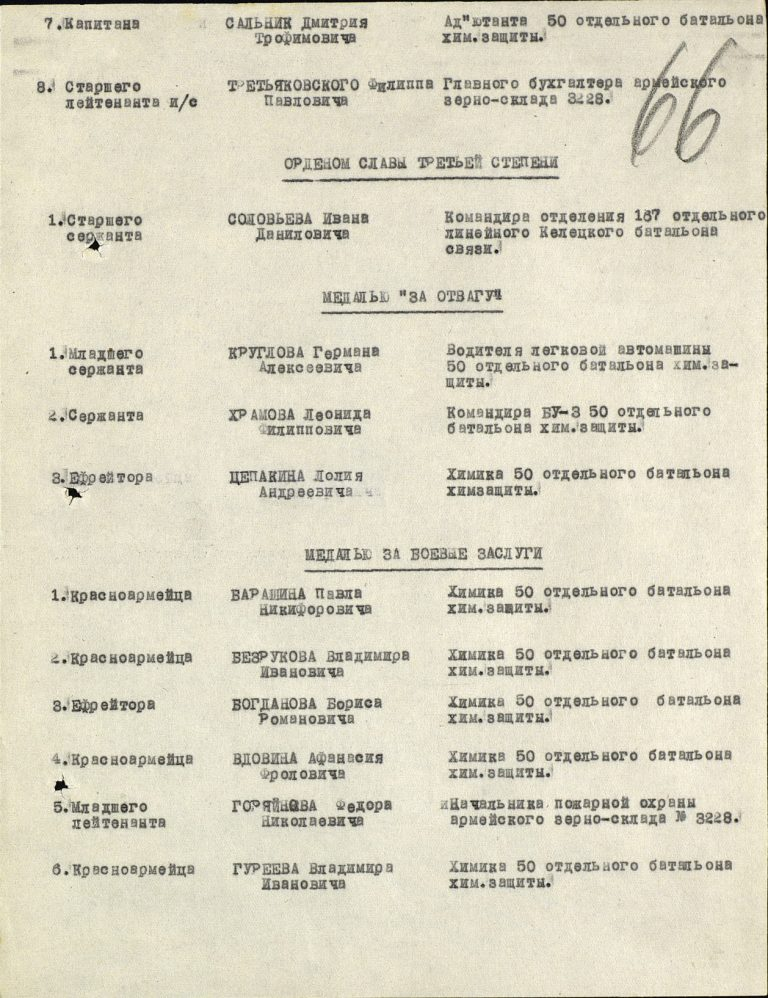 7. Капитана САЛЬНИК Дмитрия Ад"ютанта 50 отдельного батальона
Трофимовича хим.защиты.
66
8. Старшего ТРЕТЬЯКОВСКОГО Филиппа Главного бухгалтера армейского
лейтенанта и/с Павловича зерно-склада 3228.
ОРДЕНОМ СЛАВЫ ТРЕТЬЕЙ СТЕПЕНИ
1. Старшего СОЛОВЬЕВА Ивана Командира отделения 187 отдельного
сержанта Даниловича линейного Келецкого батальона
связи.
МЕДАЛЬЮ "ЗА ОТВАГУ"
1. Младшего КРУГЛОВА Германа Водителя легковой автомашины
сержанта Алексеевича 50 отдельного батальона хим.за-
щиты.
2. Сержанта ХРАМОВА Леонида Командира БУ-3 50 отдельного
Филипповича батальона хим.защиты.
3. Ефрейтора ЦЕПАКИНА Лолия Химика 50 отдельного батальона
Андреевича химзащиты.
МЕДАЛЬЮ ЗА БОЕВЫЕ ЗАСЛУГИ
1. Красноармейца ВАРАШИНА Павла Химика 50 отдельного батальона
Никифоровича хим.защиты.
2. Красноармейца БЕЗРУКОВА Владимира Химика 50 отдельного батальона
Ивановича хим.защиты.
3. Ефрейтора БОГДАНОВА Бориса Химика 50 отдельного батальона
Романовича хим.защиты.
4. Красноармейца ВДОВИНА Афанасия Химика 50 отдельного батальона
Фроловича хим.защиты.
5. Младшего ГОРЯЙНОВА Федора Начальника пожарной охраны
лейтенанта Николаевича армейского зерно-склада № 3228.
6. Красноармейца ГУРЕЕВА Владимира Химика 50 отдельного батальона
Ивановича хим.защиты.